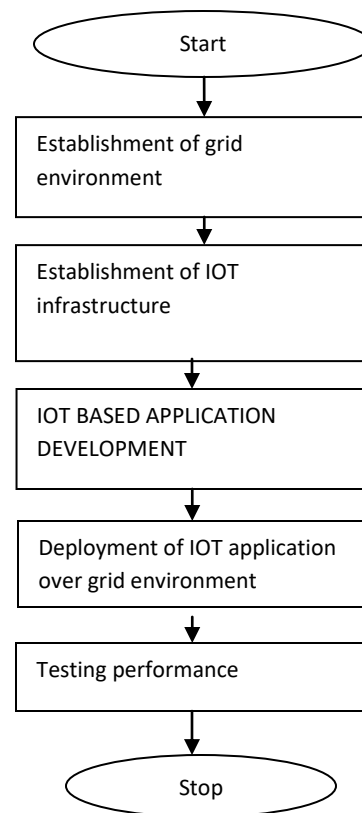 Start
Establishment of grid
environment
Establishment of IOT
infrastructure
IOT BASED APPLICATION
DEVELOPMENT
Deployment of IOT application
over grid environment
Testing performance
Stop